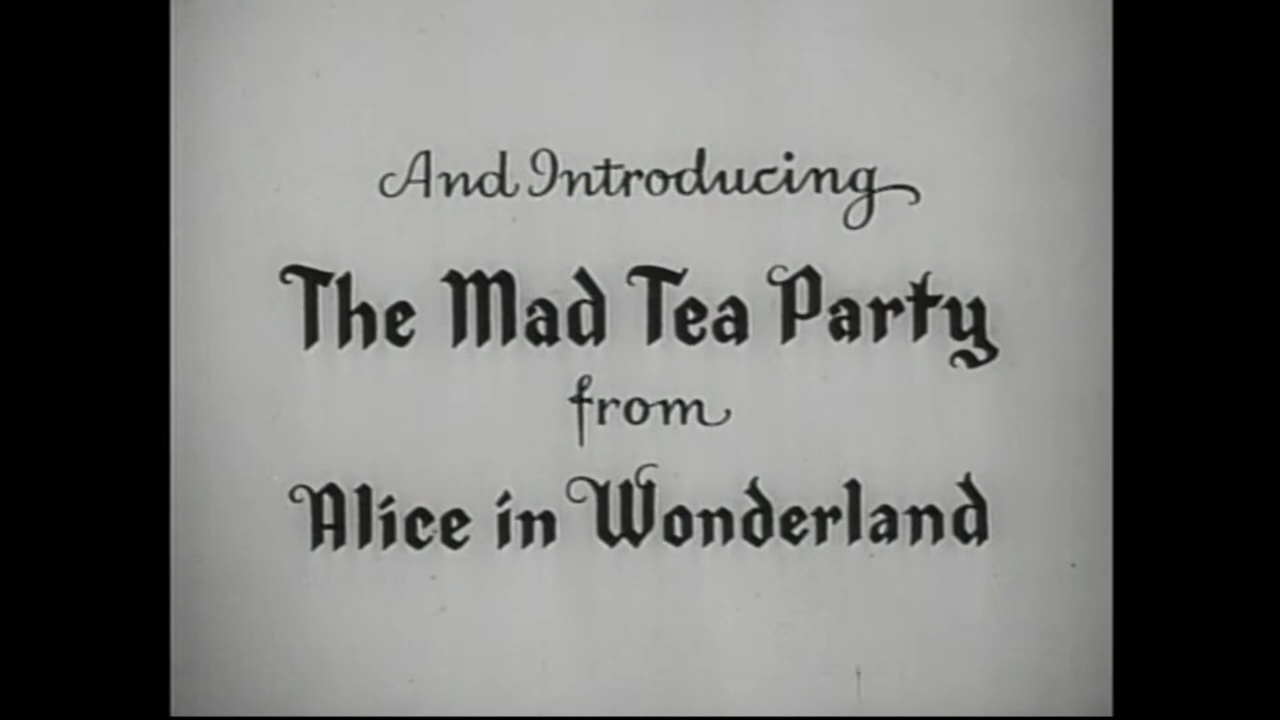 And Introducing
The Mad Tea Party
from
Alice in Wonderland